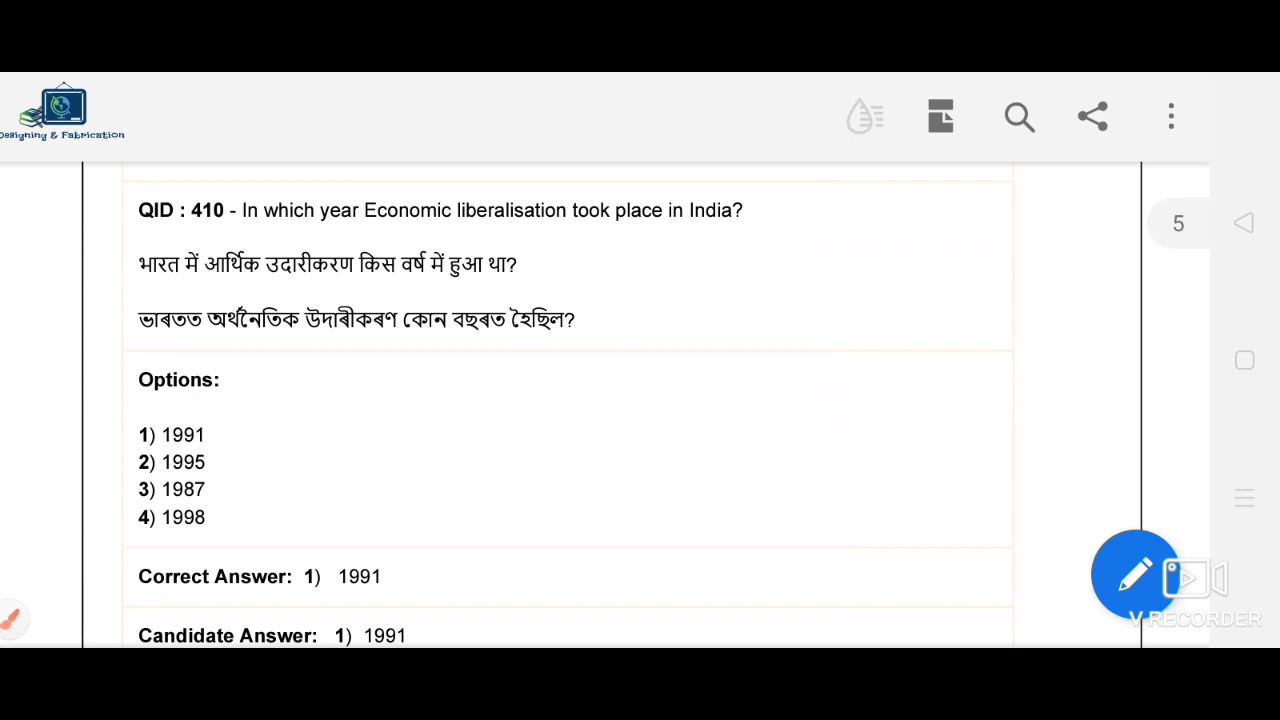 Designing & Fabrication
QID : 410 - In which year Economic liberalisation took place in India?
5
भारत में आर्थिक उदारीकरण किस वर्ष में हुआ था?
ভাৰতত অৰ্থনৈতিক উদাৰীকৰণ কোন বছৰত হৈছিল?
Options:
1) 1991
2) 1995
3) 1987
4) 1998
Correct Answer: 1) 1991
V RECORDER
Candidate Answer: 1) 1991